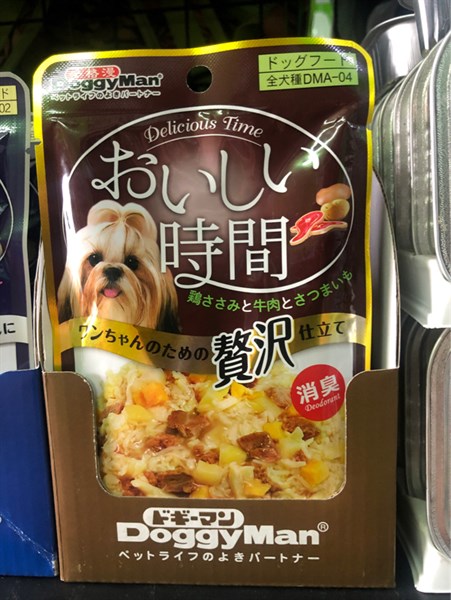 DoggyMan
ペットライフのよきパートナー
ドッグフード
全犬種DMA-04
Delicious Time
おいしい
時間
鶏ささみと牛肉とさつまいも
ワンちゃんのための贅沢仕立て
消臭
Deodorant
ドギーマン
DoggyMan®
ペットライフのよきパートナー
ド
02
に